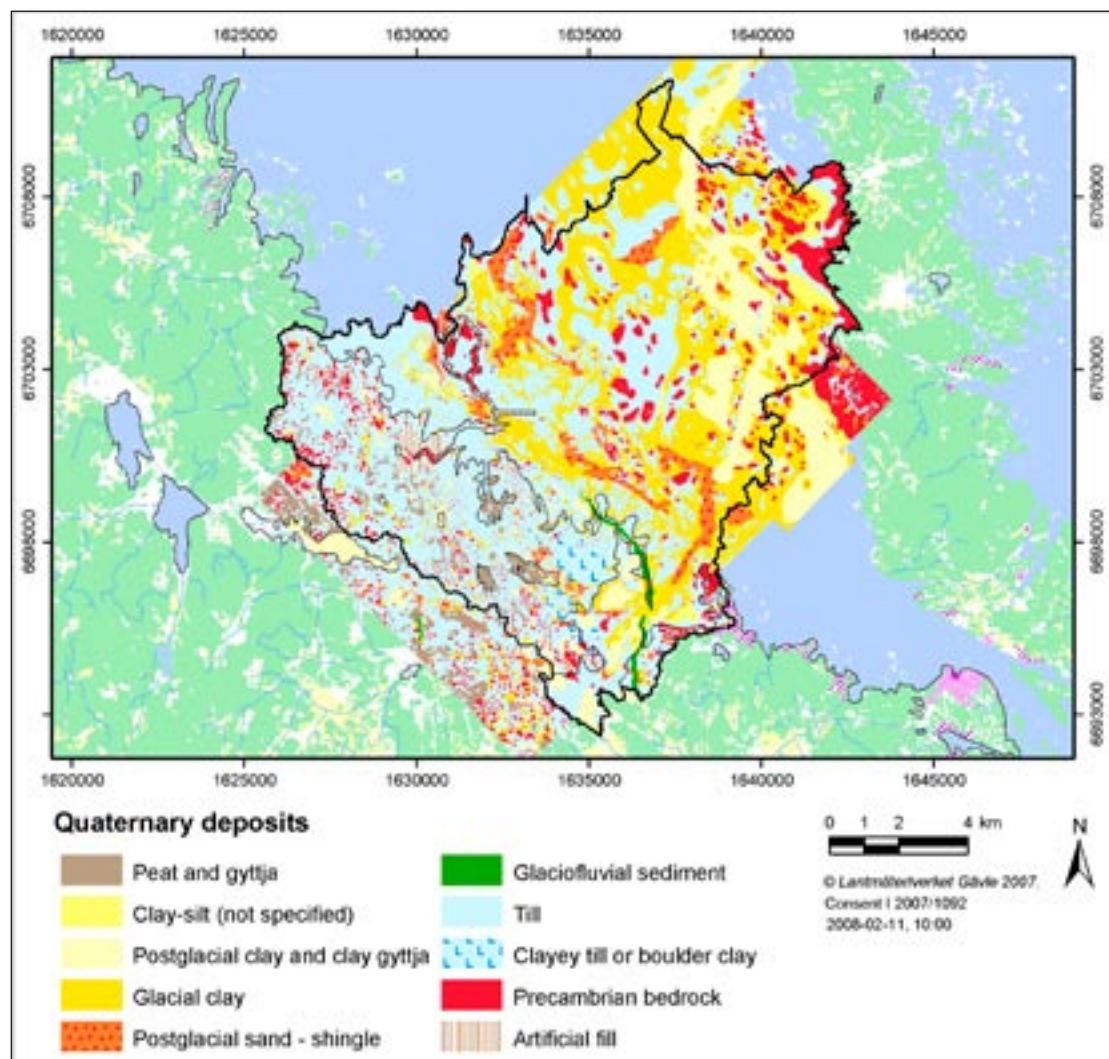 1620000 1625000 1630000 1635000 1640000 1645000
6708000 6708000
6703000 6703000
6698000 6698000
6693000
1620000 1625000 1630000 1635000 1640000 1645000
Quaternary deposits
Peat and gyttja
Clay-silt (not specified)
Postglacial clay and clay gyttja
Glacial clay
Postglacial sand - shingle
Glaciofluvial sediment
Till
Clayey till or boulder clay
Precambrian bedrock
Artificial fill
0 1 2 4 km
N
© Lantmäteriverket Gävle 2007.
Consent I 2007/1092
2008-02-11, 10:00